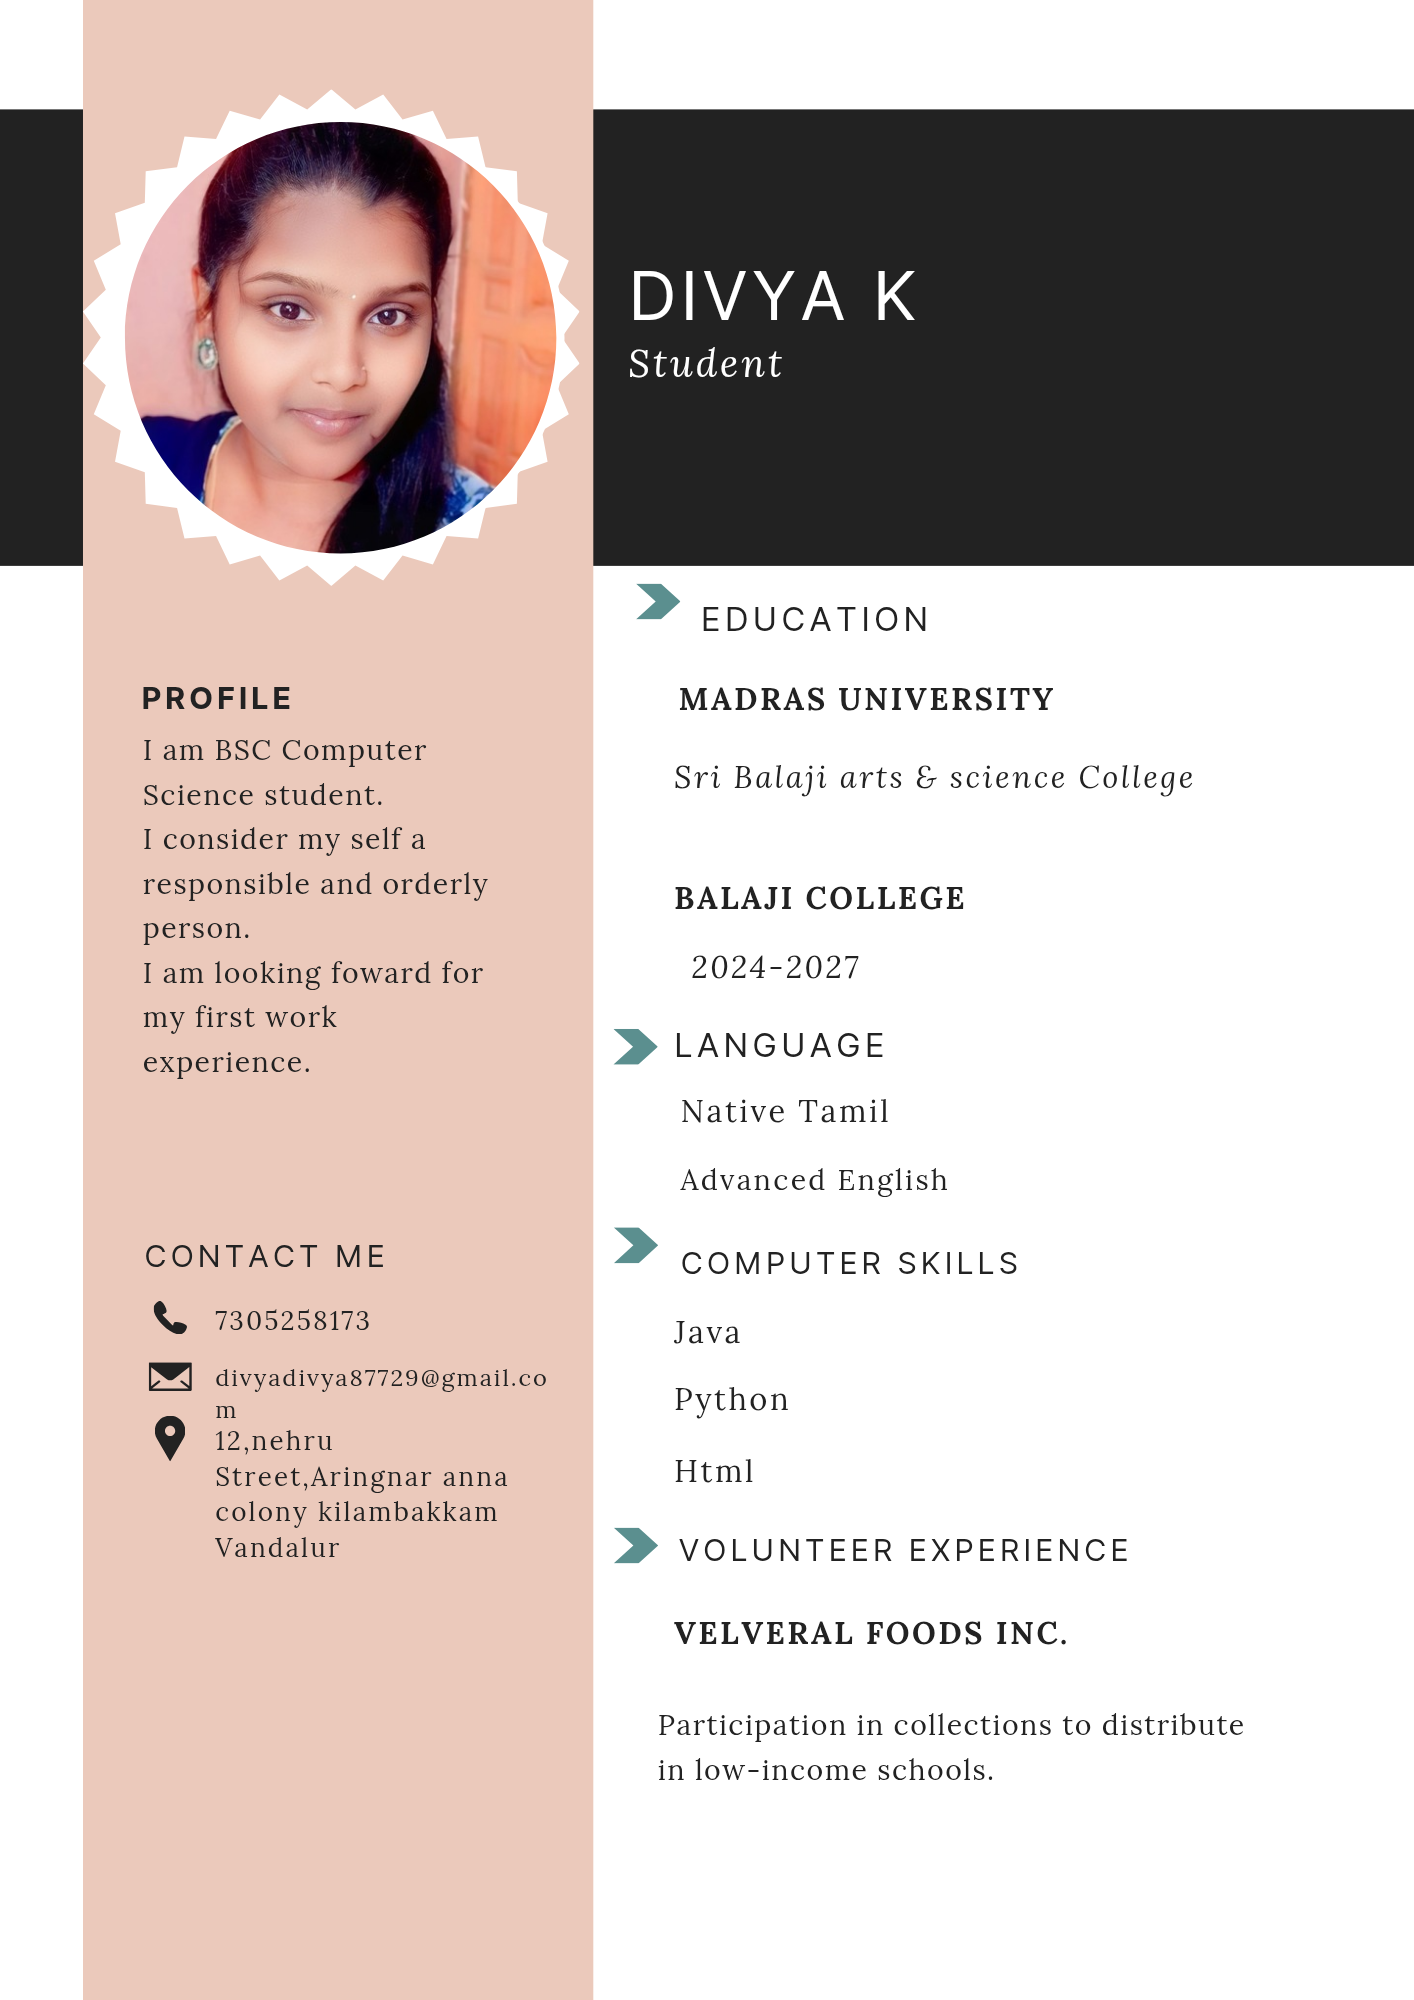 DIVYA K
Student
PROFILE
I am BSC Computer
Science student.
I consider my self a
responsible and orderly
person.
I am looking foward for
my first work
experience.
CONTACT ME
7305258173
divyadivya87729@gmail.co
m
12,nehru
Street,Aringnar anna
colony kilambakkam
Vandalur
EDUCATION
MADRAS UNIVERSITY
Sri Balaji arts & science College
BALAJI COLLEGE
2024-2027
LANGUAGE
Native Tamil
Advanced English
COMPUTER SKILLS
Java
Python
Html
VOLUNTEER EXPERIENCE
VELVERAL FOODS INC.
Participation in collections to distribute
in low-income schools.